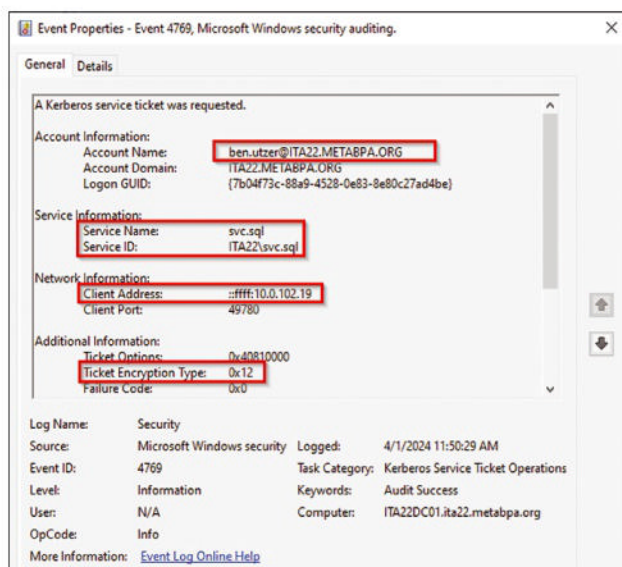 Event Properties - Event 4769, Microsoft Windows security auditing.
General Details
A Kerberos service ticket was requested.
Account Information:
Account Name: ben.utzer@ITA22.METABPA.ORG
Account Domain: ITA22.METABPA.ORG
Logon GUID: {7b04f73c-88a9-4528-0e83-8e80c27ad4be}
Service Information:
Service Name: svc.sql
Service ID: ITA22\svc.sql
Network Information:
Client Address: ::ffff:10.0.102.19
Client Port: 49780
Additional Information:
Ticket Options: 0x40810000
Ticket Encryption Type: 0x12
Failure Code: 0x0
Log Name: Security
Source: Microsoft Windows security Logged: 4/1/2024 11:50:29 AM
Event ID: 4769 Task Category: Kerberos Service Ticket Operations
Level: Information Keywords: Audit Success
User: N/A Computer: ITA22DC01.ita22.metabpa.org
OpCode: Info
More Information: Event Log Online Help